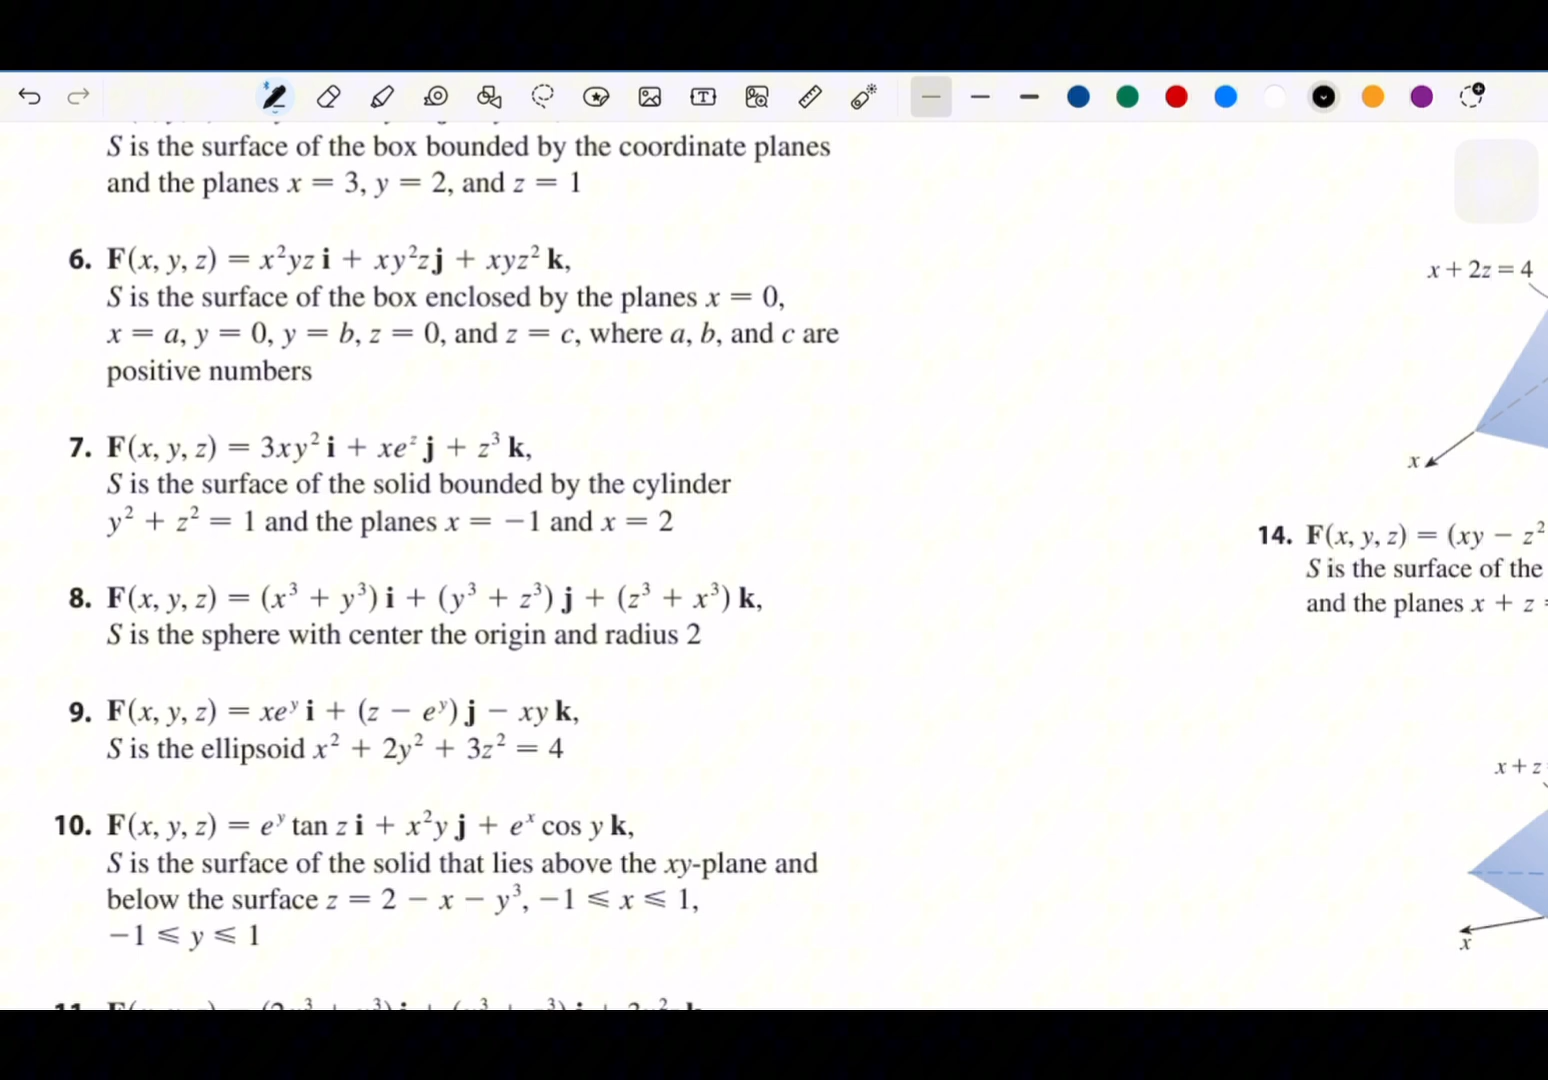 S is the surface of the box bounded by the coordinate planes
and the planes x = 3, y = 2, and z = 1
6. F(x, y, z) = x²yz i + xy²z j + xyz² k,
S is the surface of the box enclosed by the planes x = 0,
x = a, y = 0, y = b, z = 0, and z = c, where a, b, and c are
positive numbers
7. F(x, y, z) = 3xy² i + xeᶻ j + z³ k,
S is the surface of the solid bounded by the cylinder
y² + z² = 1 and the planes x = −1 and x = 2
8. F(x, y, z) = (x³ + y³) i + (y³ + z³) j + (z³ + x³) k,
S is the sphere with center the origin and radius 2
9. F(x, y, z) = xeʸ i + (z − eʸ) j − xy k,
S is the ellipsoid x² + 2y² + 3z² = 4
10. F(x, y, z) = eʸ tan z i + x²y j + eˣ cos y k,
S is the surface of the solid that lies above the xy-plane and
below the surface z = 2 − x − y³, −1 ⩽ x ⩽ 1,
−1 ⩽ y ⩽ 1
x + 2z = 4
x
14. F(x, y, z) = (xy − z²
S is the surface of the
and the planes x + z
x + z
x